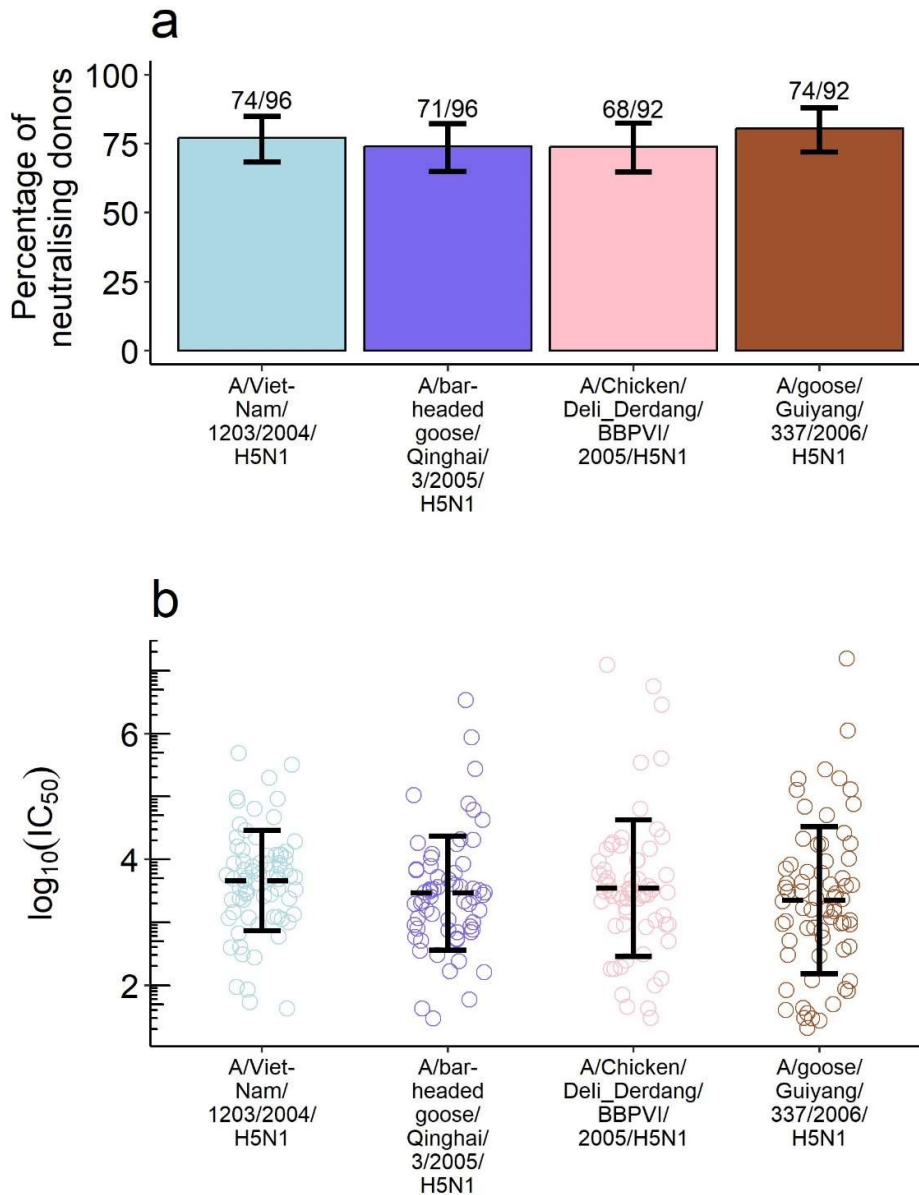 a
Percentage of
neutralising donors
100
75
50
25
0
74/96
71/96
68/92
74/92
A/Viet-
Nam/
1203/2004/
H5N1
A/bar-
headed
goose/
Qinghai/
3/2005/
H5N1
A/Chicken/
Deli_Derdang/
BBPVI/
2005/H5N1
A/goose/
Guiyang/
337/2006/
H5N1
b
log10(IC50)
6
4
2
A/Viet-
Nam/
1203/2004/
H5N1
A/bar-
headed
goose/
Qinghai/
3/2005/
H5N1
A/Chicken/
Deli_Derdang/
BBPVI/
2005/H5N1
A/goose/
Guiyang/
337/2006/
H5N1